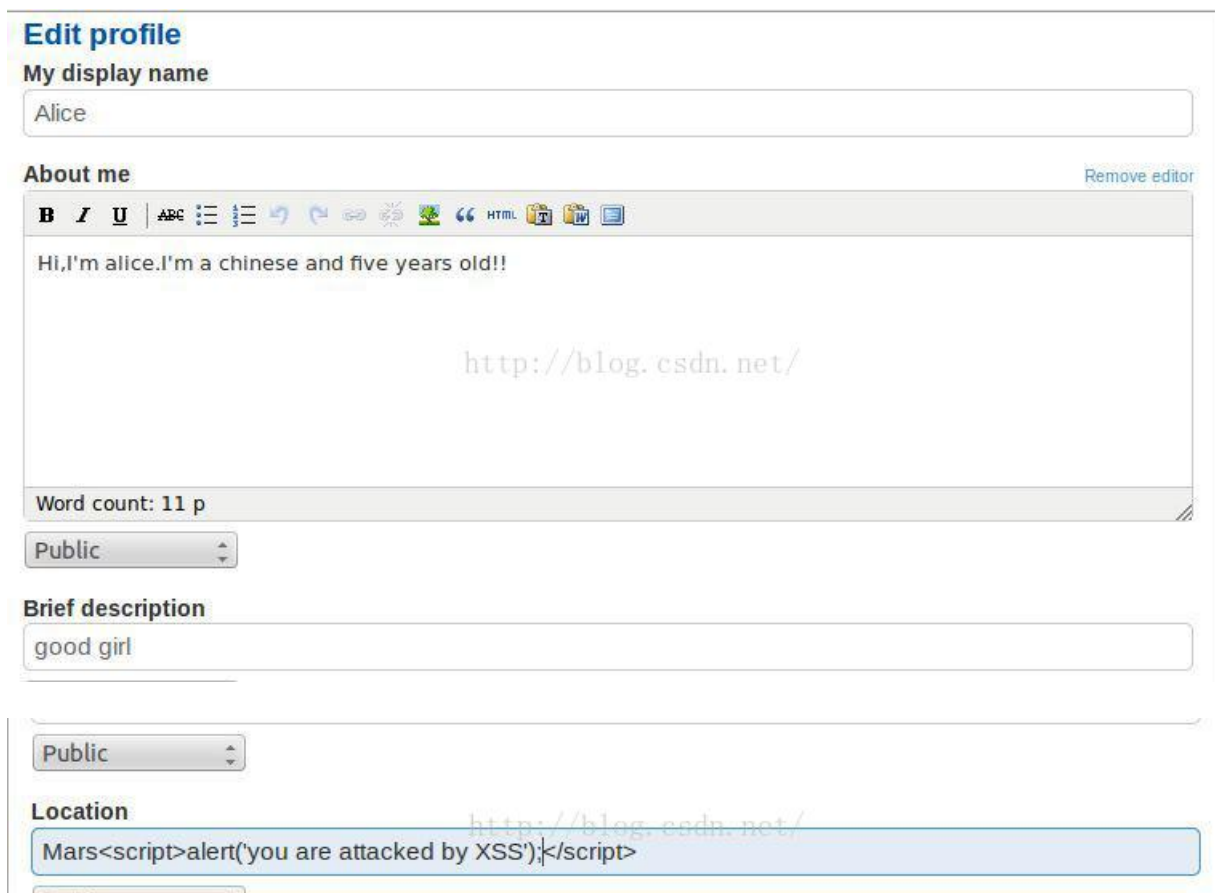 Edit profile
My display name
Alice
About me
Remove editor
B I U ABC HTML T W
Hi,I'm alice.I'm a chinese and five years old!!
http://blog.csdn.net/
Word count: 11 p
Public
Brief description
good girl
Public
Location
http://blog.csdn.net/
Mars<script>alert('you are attacked by XSS');</script>